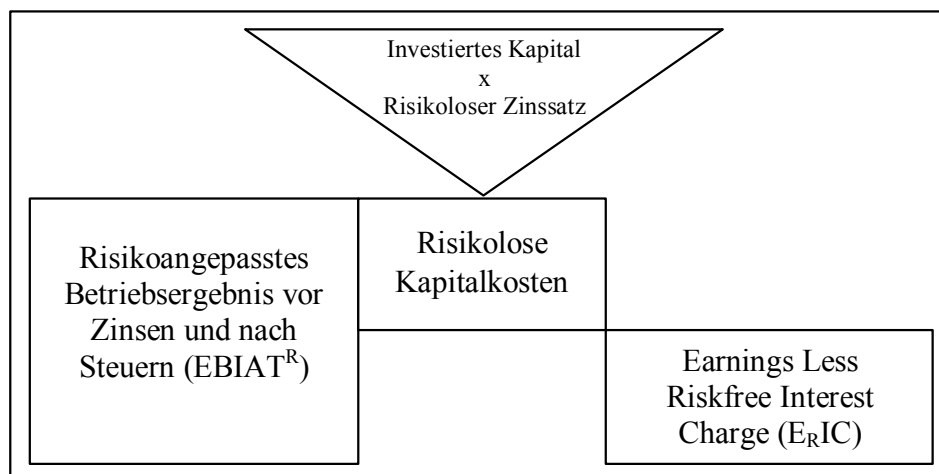 Investiertes Kapital
x
Risikoloser Zinssatz
Risikoangepasstes
Betriebsergebnis vor
Zinsen und nach
Steuern (EBIAT^R)
Risikolose
Kapitalkosten
Earnings Less
Riskfree Interest
Charge (E_RIC)